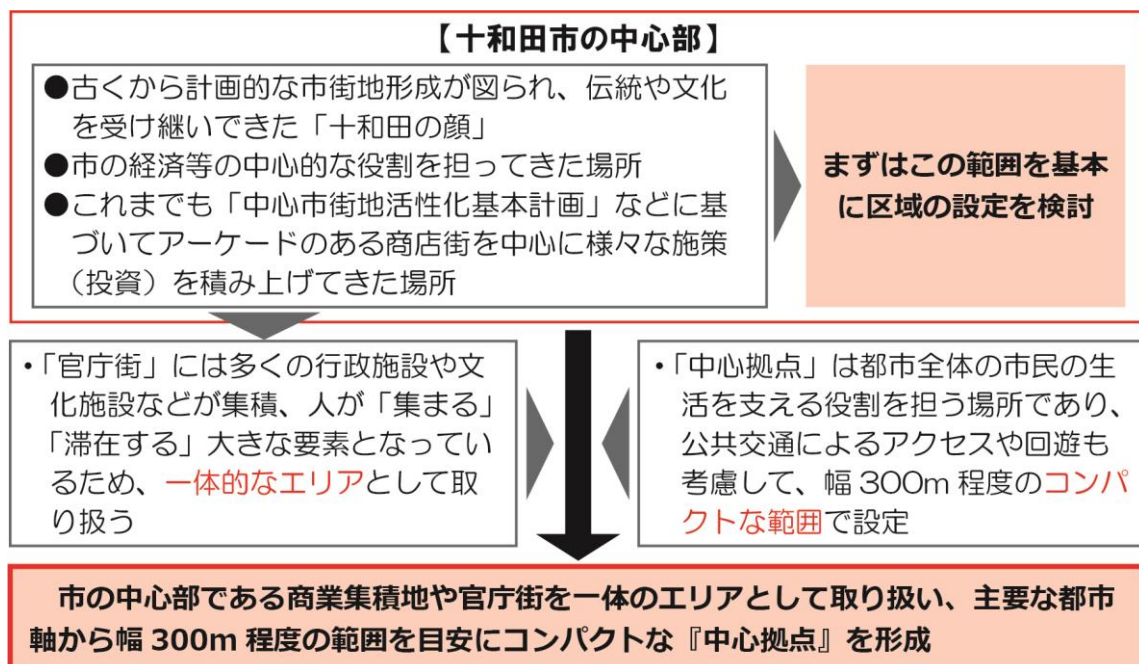 【十和田市の中心部】
●古くから計画的な市街地形成が図られ、伝統や文化
を受け継いできた「十和田の顔」
●市の経済等の中心的な役割を担ってきた場所
●これまでも「中心市街地活性化基本計画」などに基
づいてアーケードのある商店街を中心に様々な施策
（投資）を積み上げてきた場所
まずはこの範囲を基本
に区域の設定を検討
・「官庁街」には多くの行政施設や文
化施設などが集積、人が「集まる」
「滞在する」大きな要素となってい
るため、一体的なエリアとして取
り扱う
・「中心拠点」は都市全体の市民の生
活を支える役割を担う場所であり、
公共交通によるアクセスや回遊も
考慮して、幅 300m 程度のコンパ
クトな範囲で設定
市の中心部である商業集積地や官庁街を一体のエリアとして取り扱い、主要な都市
軸から幅 300m 程度の範囲を目安にコンパクトな『中心拠点』を形成